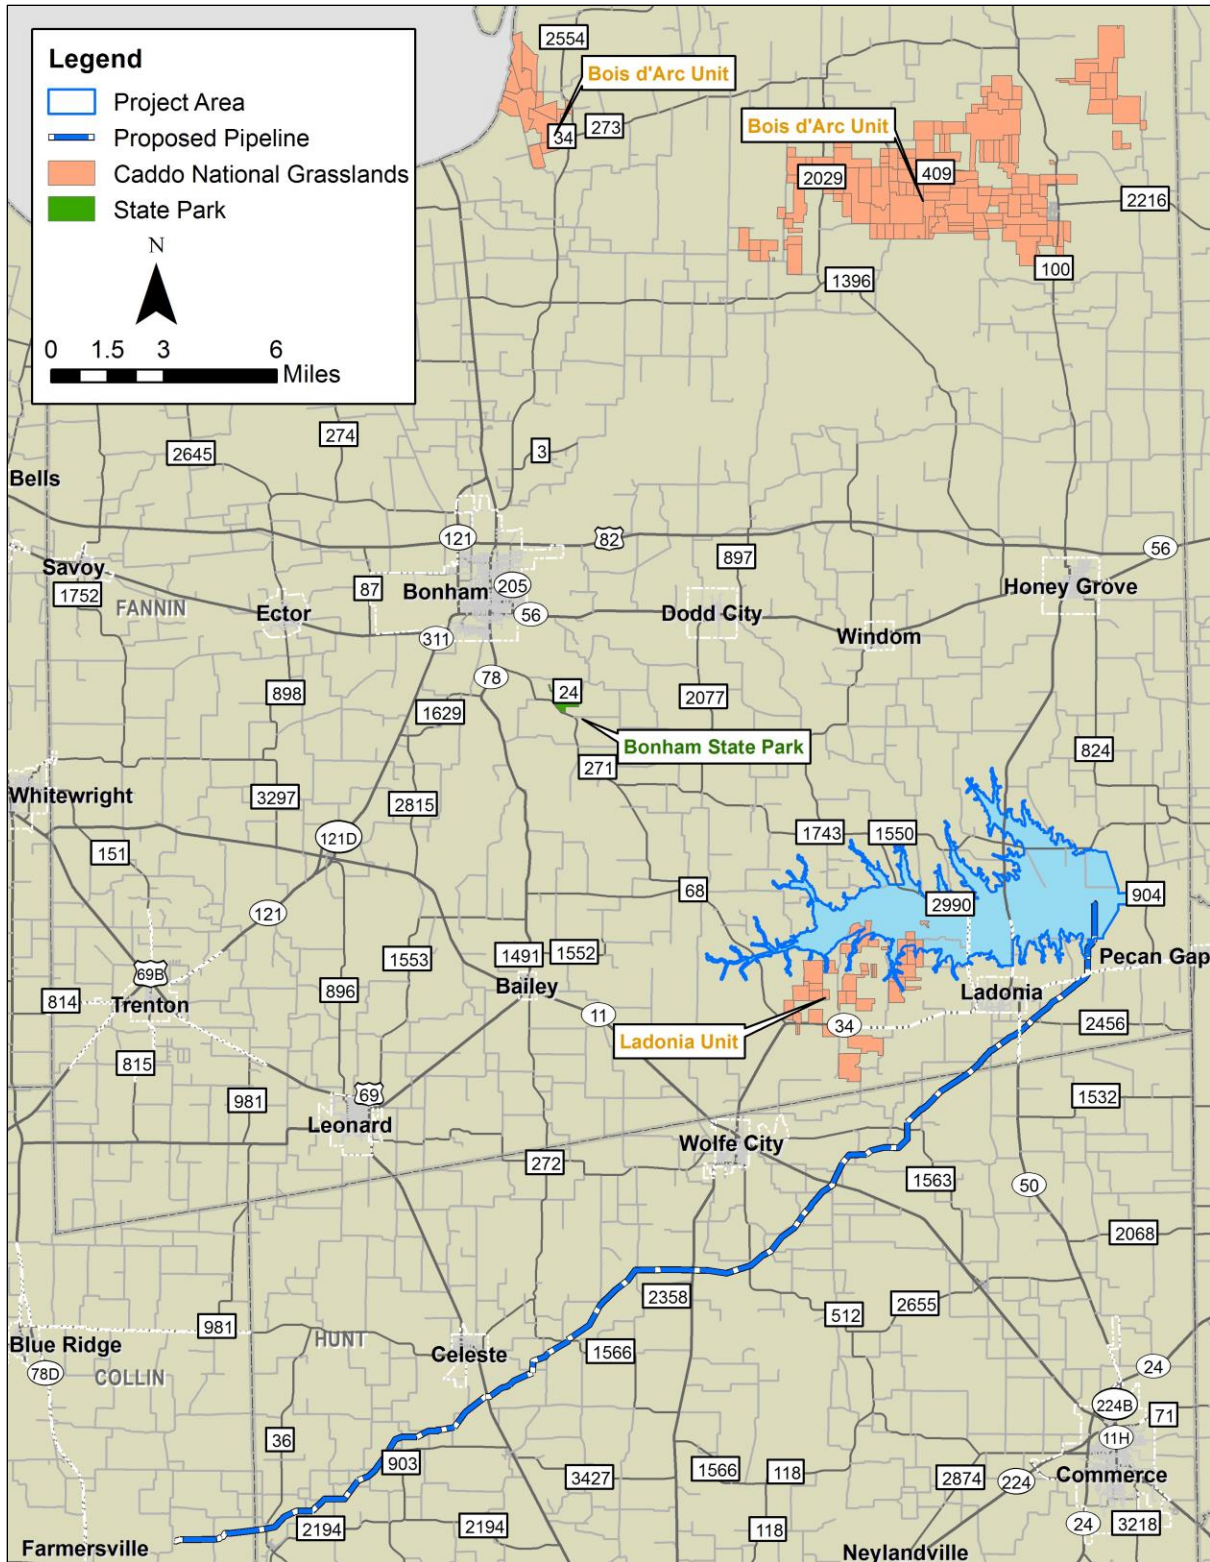 Legend
Project Area
Proposed Pipeline
Caddo National Grasslands
State Park
N
0 1.5 3 6
Miles
2554
Bois d'Arc Unit
34
273
Bois d'Arc Unit
2029
409
2216
100
1396
274
2645
3
Bells
121
82
56
897
Savoy
1752
FANNIN
Ector
87
Bonham
205
56
Dodd City
Honey Grove
311
Windom
78
898
24
2077
1629
Bonham State Park
271
824
Whitewright
3297
2815
121D
1743
1550
151
68
904
121
2990
1491
1552
1553
69B
Pecan Gap
814
Trenton
896
Bailey
Ladonia
11
34
2456
Ladonia Unit
815
69
981
1532
Leonard
Wolfe City
272
1563
50
2068
2358
2655
512
981
HUNT
Blue Ridge
Celeste
1566
78D
COLLIN
24
224B
71
36
11H
903
3427
1566
118
2874
224
Commerce
2194
2194
118
24
3218
Farmersville
Neylandville